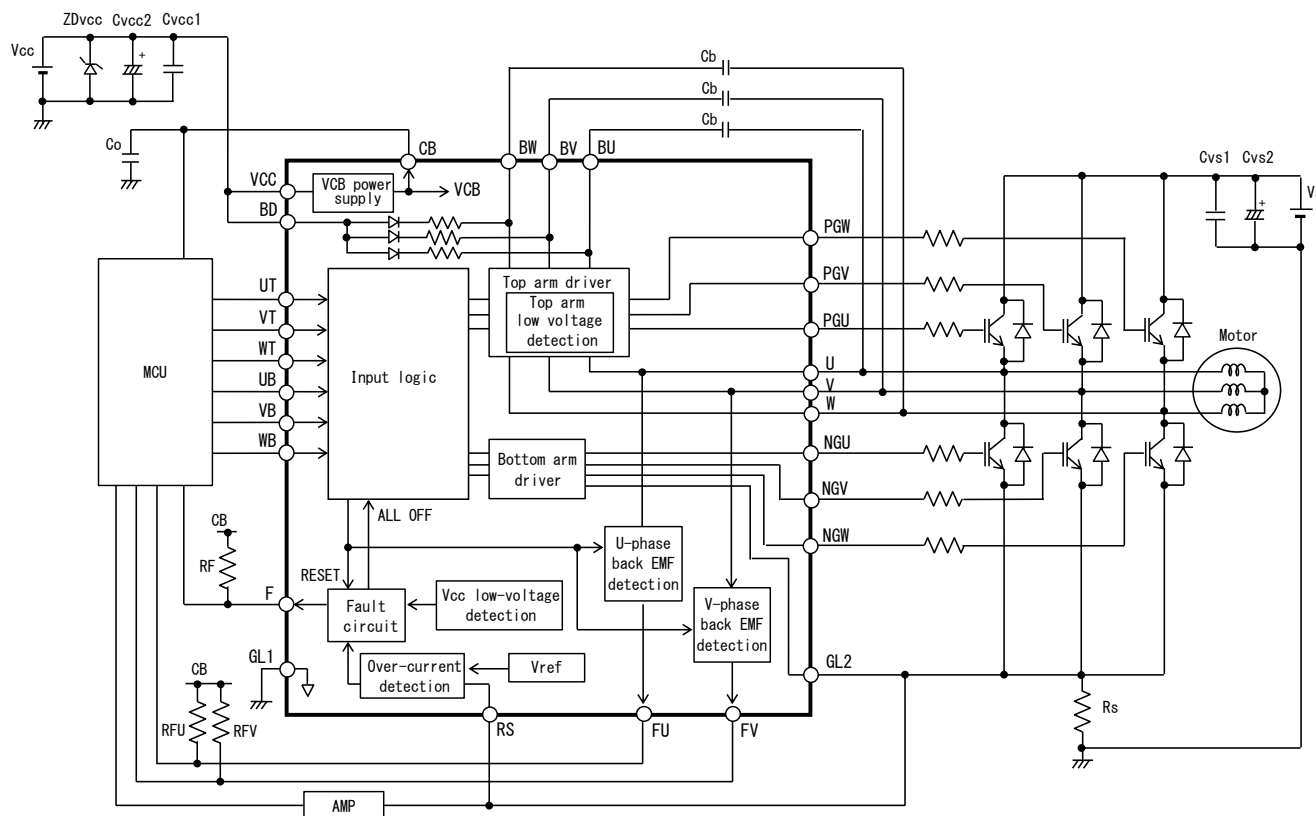 ZDvcc Cvcc2 Cvcc1
Vcc
+
Cb
Cb
Cb
Co
CB
BW
BV
BU
Cvs1 Cvs2
+
V
VCC
VCB power
supply
VCB
BD
PGW
PGV
PGU
UT
VT
WT
UB
VB
WB
MCU
Input logic
Top arm driver
Top arm
low voltage
detection
Motor
U
V
W
Bottom arm
driver
NGU
NGV
NGW
ALL OFF
CB
RF
RESET
F
Fault
circuit
Vcc low-voltage
detection
U-phase
back EMF
detection
V-phase
back EMF
detection
GL1
GL2
Over-current
detection
Vref
CB
RFU
RFV
RS
FU
FV
Rs
AMP